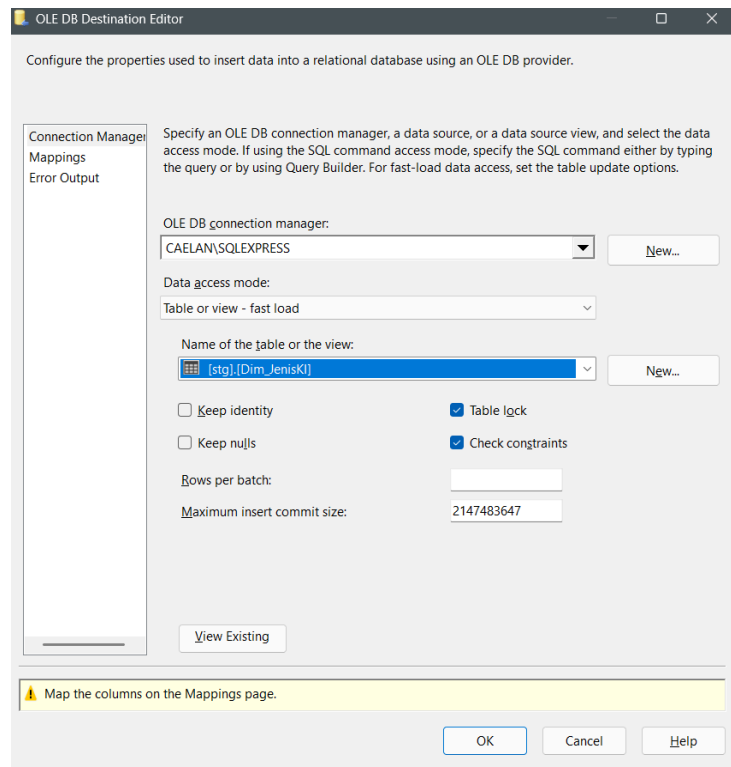 OLE DB Destination Editor
Configure the properties used to insert data into a relational database using an OLE DB provider.
Connection Manager
Mappings
Error Output
Specify an OLE DB connection manager, a data source, or a data source view, and select the data
access mode. If using the SQL command access mode, specify the SQL command either by typing
the query or by using Query Builder. For fast-load data access, set the table update options.
OLE DB connection manager:
CAELAN\SQLEXPRESS
New...
Data access mode:
Table or view - fast load
Name of the table or the view:
[stg].[Dim_JenisKI]
New...
Keep identity
Table lock
Keep nulls
Check constraints
Rows per batch:
Maximum insert commit size:
2147483647
View Existing
Map the columns on the Mappings page.
OK
Cancel
Help